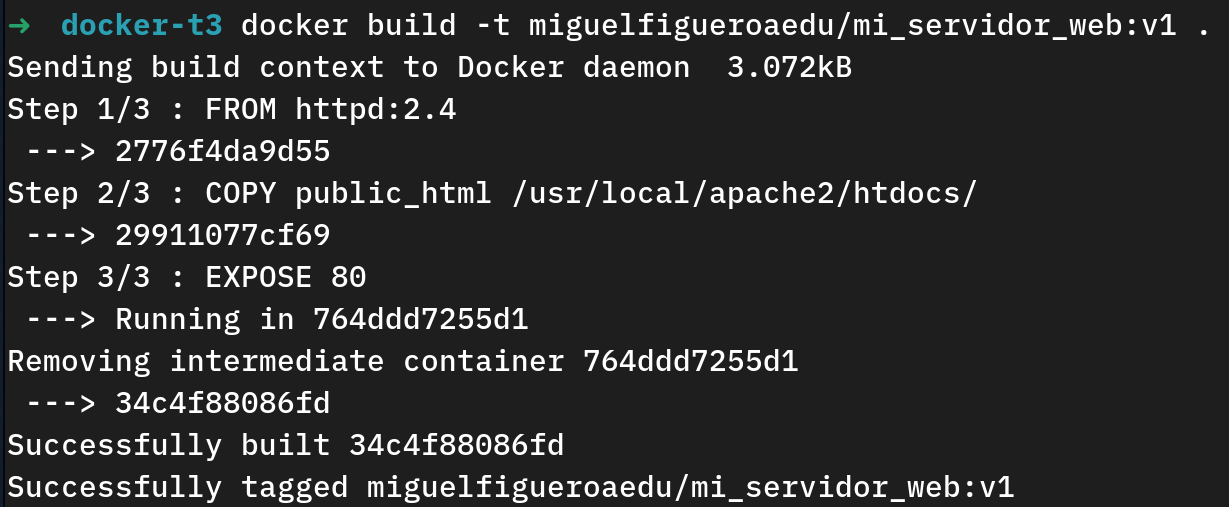 ➜  docker-t3 docker build -t miguelfigueroaedu/mi_servidor_web:v1 .
Sending build context to Docker daemon  3.072kB
Step 1/3 : FROM httpd:2.4
 ---> 2776f4da9d55
Step 2/3 : COPY public_html /usr/local/apache2/htdocs/
 ---> 29911077cf69
Step 3/3 : EXPOSE 80
 ---> Running in 764ddd7255d1
Removing intermediate container 764ddd7255d1
 ---> 34c4f88086fd
Successfully built 34c4f88086fd
Successfully tagged miguelfigueroaedu/mi_servidor_web:v1